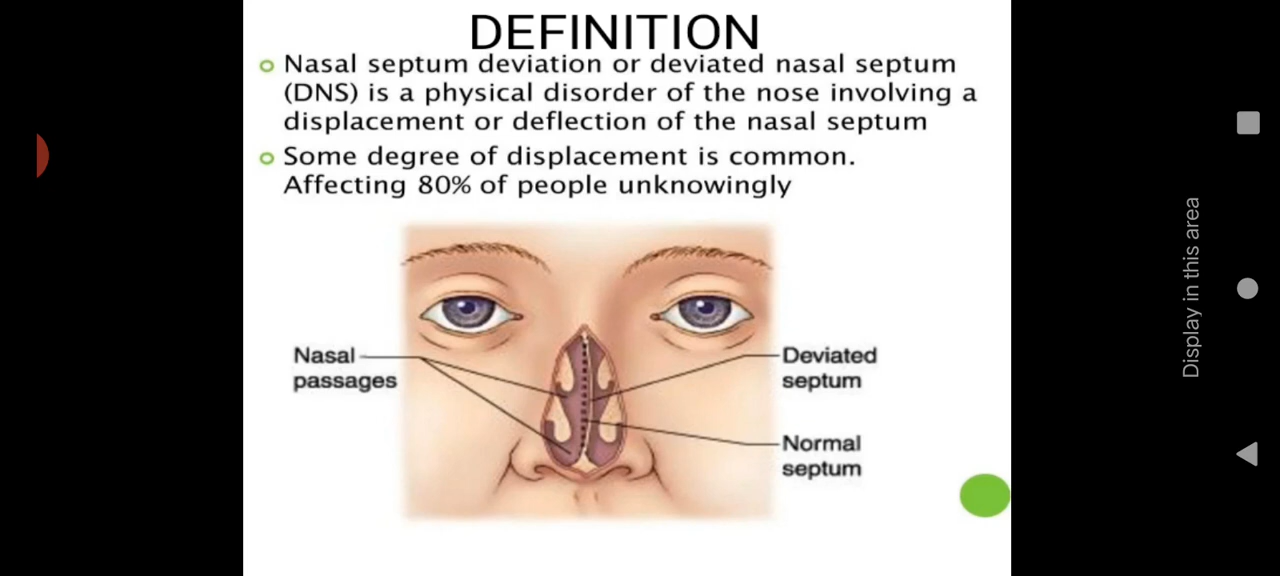 DEFINITION
Nasal septum deviation or deviated nasal septum
(DNS) is a physical disorder of the nose involving a
displacement or deflection of the nasal septum
Some degree of displacement is common.
Affecting 80% of people unknowingly
Nasal
passages
Deviated
septum
Normal
septum
Display in this area